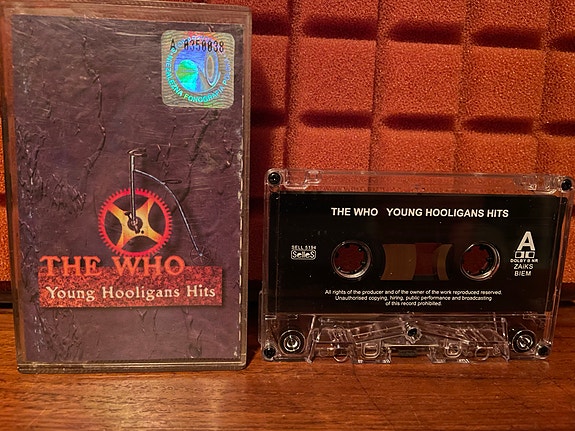 A 0350038
THE WHO
Young Hooligans Hits
THE WHO YOUNG HOOLIGANS HITS
SELL 5194
SelleS
A
DOLBY B NR
ZAiKS
BIEM
All rights of the producer and of the owner of the work reproduced reserved.
Unauthorised copying, hiring, public performance and broadcasting
of this record prohibited.